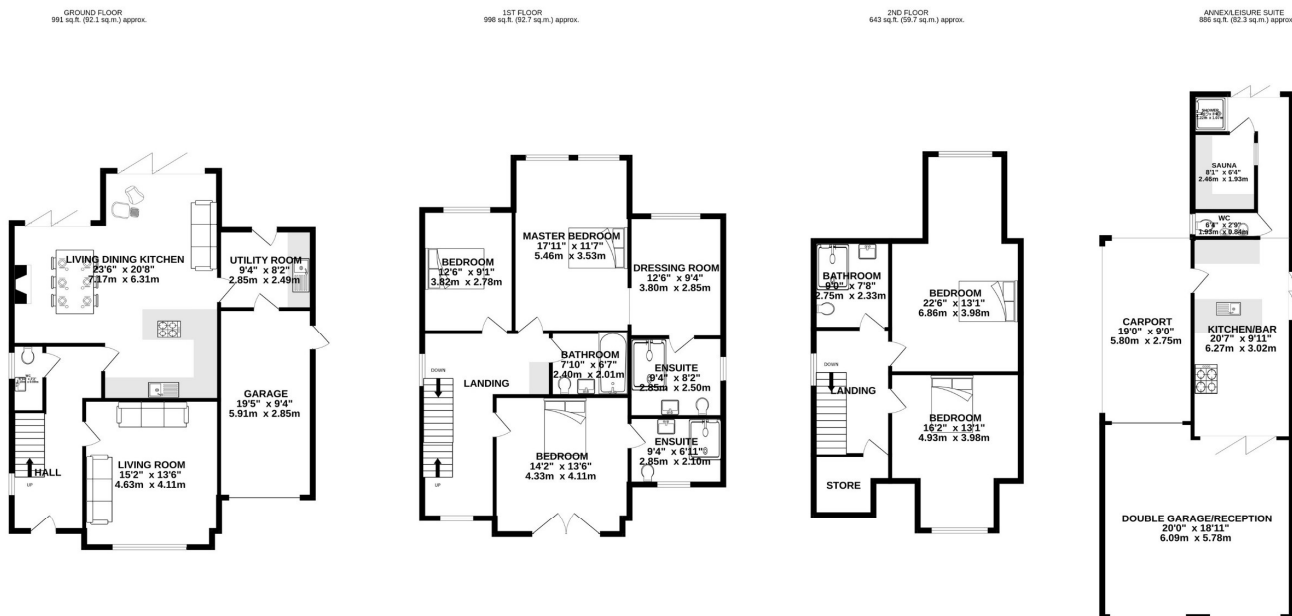 GROUND FLOOR
991 sq.ft. (92.1 sq.m.) approx.
LIVING DINING KITCHEN
23'6" x 20'8"
7.17m x 6.31m
UTILITY ROOM
9'4" x 8'2"
2.85m x 2.49m
WC
GARAGE
19'5" x 9'4"
5.91m x 2.85m
LIVING ROOM
15'2" x 13'6"
4.63m x 4.11m
HALL
UP
1ST FLOOR
998 sq.ft. (92.7 sq.m.) approx.
MASTER BEDROOM
17'11" x 11'7"
5.46m x 3.53m
BEDROOM
12'6" x 9'1"
3.82m x 2.78m
DRESSING ROOM
12'6" x 9'4"
3.80m x 2.85m
BATHROOM
7'10" x 6'7"
2.40m x 2.01m
ENSUITE
9'4" x 8'2"
2.85m x 2.50m
DOWN
LANDING
UP
BEDROOM
14'2" x 13'6"
4.33m x 4.11m
ENSUITE
9'4" x 6'11"
2.85m x 2.10m
2ND FLOOR
643 sq.ft. (59.7 sq.m.) approx.
BATHROOM
9'0" x 7'8"
2.75m x 2.33m
BEDROOM
22'6" x 13'1"
6.86m x 3.98m
DOWN
LANDING
BEDROOM
16'2" x 13'1"
4.93m x 3.98m
STORE
ANNEX/LEISURE SUITE
886 sq.ft. (82.3 sq.m.) approx
SHOWER
SAUNA
8'1" x 6'4"
2.46m x 1.93m
WC
6'4" x 2'9"
1.93m x 0.84m
CARPORT
19'0" x 9'0"
5.80m x 2.75m
KITCHEN/BAR
20'7" x 9'11"
6.27m x 3.02m
DOUBLE GARAGE/RECEPTION
20'0" x 18'11"
6.09m x 5.78m